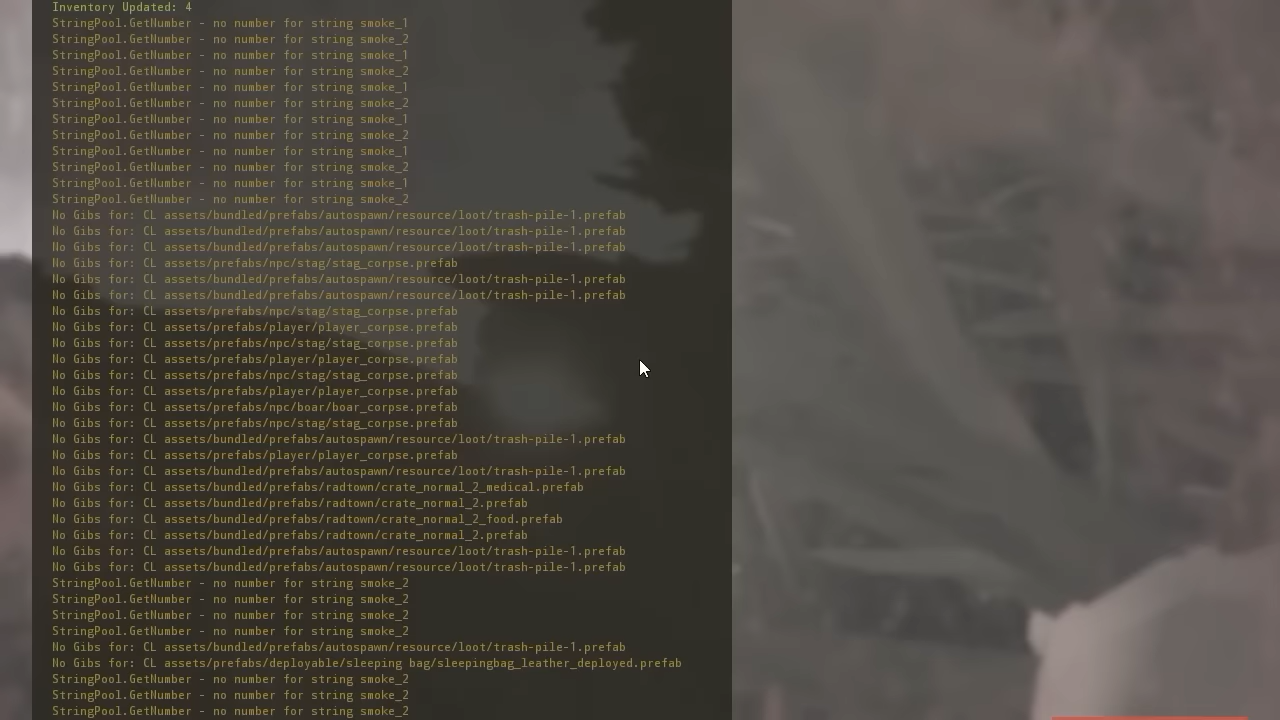 Inventory Updated: 4
StringPool.GetNumber - no number for string smoke_1
StringPool.GetNumber - no number for string smoke_2
StringPool.GetNumber - no number for string smoke_1
StringPool.GetNumber - no number for string smoke_2
StringPool.GetNumber - no number for string smoke_1
StringPool.GetNumber - no number for string smoke_2
StringPool.GetNumber - no number for string smoke_1
StringPool.GetNumber - no number for string smoke_2
StringPool.GetNumber - no number for string smoke_1
StringPool.GetNumber - no number for string smoke_2
StringPool.GetNumber - no number for string smoke_1
StringPool.GetNumber - no number for string smoke_2
No Gibs for: CL assets/bundled/prefabs/autospawn/resource/loot/trash-pile-1.prefab
No Gibs for: CL assets/bundled/prefabs/autospawn/resource/loot/trash-pile-1.prefab
No Gibs for: CL assets/bundled/prefabs/autospawn/resource/loot/trash-pile-1.prefab
No Gibs for: CL assets/prefabs/npc/stag/stag_corpse.prefab
No Gibs for: CL assets/bundled/prefabs/autospawn/resource/loot/trash-pile-1.prefab
No Gibs for: CL assets/bundled/prefabs/autospawn/resource/loot/trash-pile-1.prefab
No Gibs for: CL assets/prefabs/npc/stag/stag_corpse.prefab
No Gibs for: CL assets/prefabs/player/player_corpse.prefab
No Gibs for: CL assets/prefabs/npc/stag/stag_corpse.prefab
No Gibs for: CL assets/prefabs/player/player_corpse.prefab
No Gibs for: CL assets/prefabs/npc/stag/stag_corpse.prefab
No Gibs for: CL assets/prefabs/player/player_corpse.prefab
No Gibs for: CL assets/prefabs/npc/boar/boar_corpse.prefab
No Gibs for: CL assets/prefabs/npc/stag/stag_corpse.prefab
No Gibs for: CL assets/bundled/prefabs/autospawn/resource/loot/trash-pile-1.prefab
No Gibs for: CL assets/prefabs/player/player_corpse.prefab
No Gibs for: CL assets/bundled/prefabs/autospawn/resource/loot/trash-pile-1.prefab
No Gibs for: CL assets/bundled/prefabs/radtown/crate_normal_2_medical.prefab
No Gibs for: CL assets/bundled/prefabs/radtown/crate_normal_2.prefab
No Gibs for: CL assets/bundled/prefabs/radtown/crate_normal_2_food.prefab
No Gibs for: CL assets/bundled/prefabs/radtown/crate_normal_2.prefab
No Gibs for: CL assets/bundled/prefabs/autospawn/resource/loot/trash-pile-1.prefab
No Gibs for: CL assets/bundled/prefabs/autospawn/resource/loot/trash-pile-1.prefab
StringPool.GetNumber - no number for string smoke_2
StringPool.GetNumber - no number for string smoke_2
StringPool.GetNumber - no number for string smoke_2
StringPool.GetNumber - no number for string smoke_2
No Gibs for: CL assets/bundled/prefabs/autospawn/resource/loot/trash-pile-1.prefab
No Gibs for: CL assets/prefabs/deployable/sleeping bag/sleepingbag_leather_deployed.prefab
StringPool.GetNumber - no number for string smoke_2
StringPool.GetNumber - no number for string smoke_2
StringPool.GetNumber - no number for string smoke_2